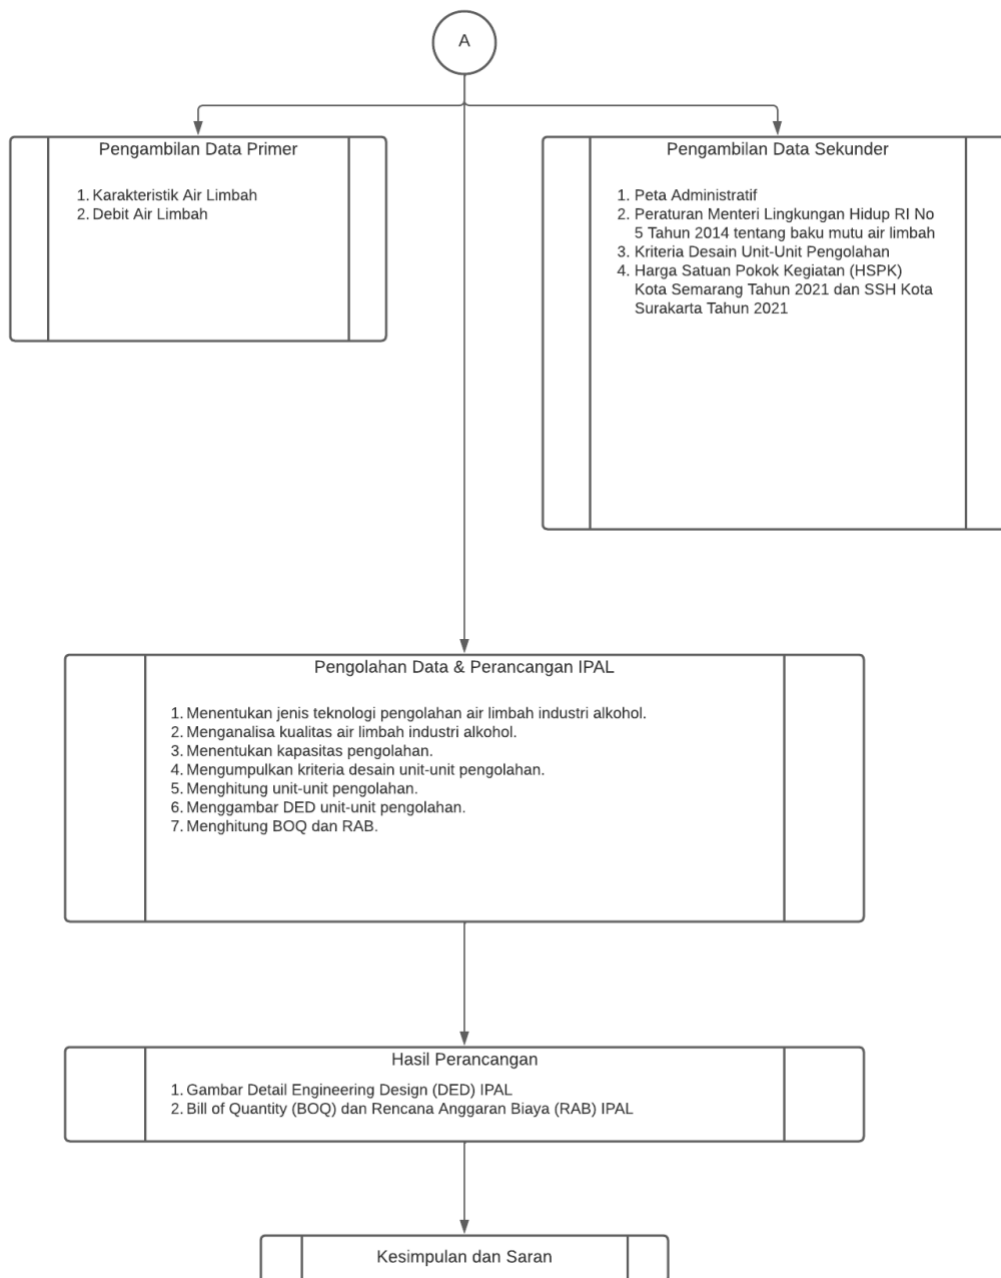 A
Pengambilan Data Primer
1. Karakteristik Air Limbah
2. Debit Air Limbah
Pengambilan Data Sekunder
1. Peta Administratif
2. Peraturan Menteri Lingkungan Hidup RI No
5 Tahun 2014 tentang baku mutu air limbah
3. Kriteria Desain Unit-Unit Pengolahan
4. Harga Satuan Pokok Kegiatan (HSPK)
Kota Semarang Tahun 2021 dan SSH Kota
Surakarta Tahun 2021
Pengolahan Data & Perancangan IPAL
1. Menentukan jenis teknologi pengolahan air limbah industri alkohol.
2. Menganalisa kualitas air limbah industri alkohol.
3. Menentukan kapasitas pengolahan.
4. Mengumpulkan kriteria desain unit-unit pengolahan.
5. Menghitung unit-unit pengolahan.
6. Menggambar DED unit-unit pengolahan.
7. Menghitung BOQ dan RAB.
Hasil Perancangan
1. Gambar Detail Engineering Design (DED) IPAL
2. Bill of Quantity (BOQ) dan Rencana Anggaran Biaya (RAB) IPAL
Kesimpulan dan Saran